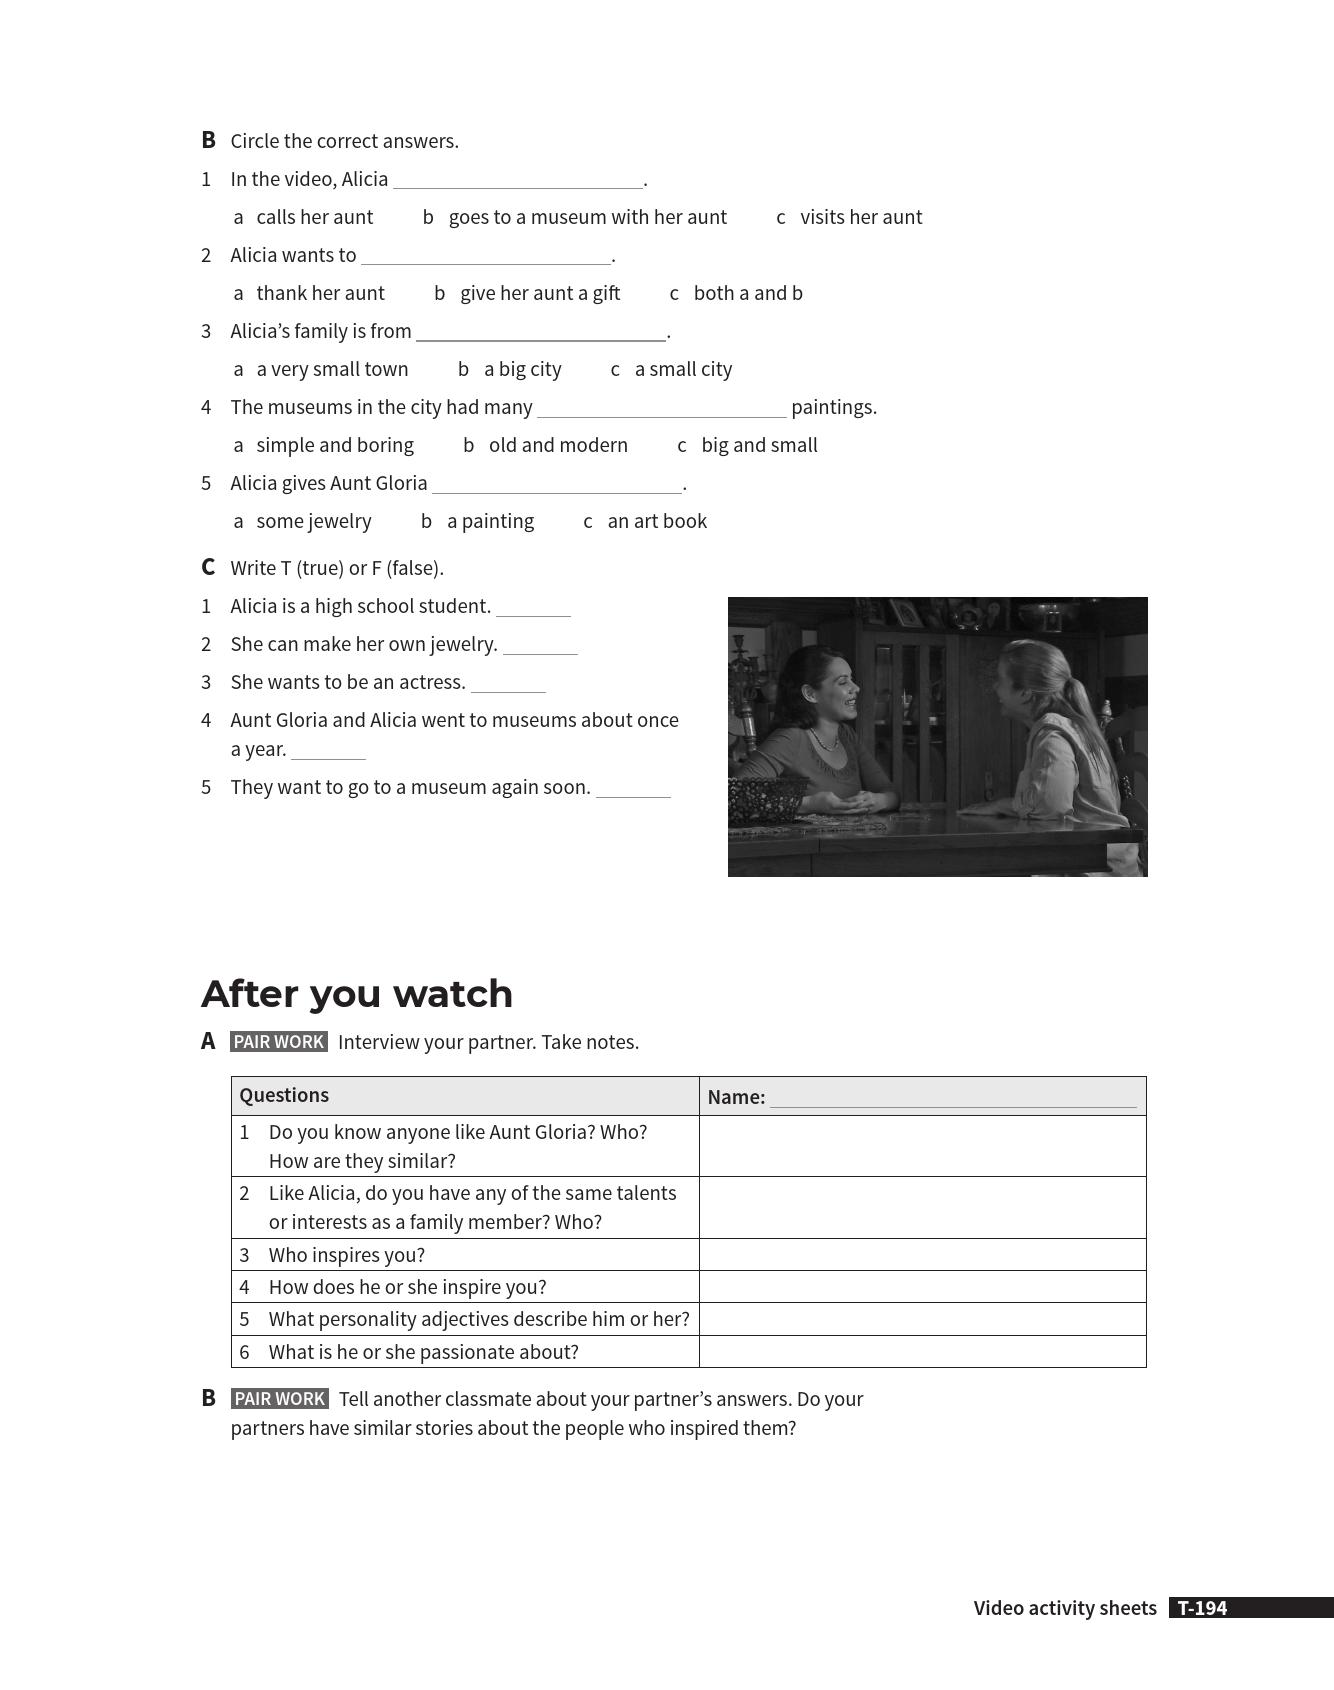 B Circle the correct answers.
1 In the video, Alicia ____________________.
a calls her aunt b goes to a museum with her aunt c visits her aunt
2 Alicia wants to ____________________.
a thank her aunt b give her aunt a gift c both a and b
3 Alicia’s family is from ____________________.
a a very small town b a big city c a small city
4 The museums in the city had many ____________________ paintings.
a simple and boring b old and modern c big and small
5 Alicia gives Aunt Gloria ____________________.
a some jewelry b a painting c an art book
C Write T (true) or F (false).
1 Alicia is a high school student. ______
2 She can make her own jewelry. ______
3 She wants to be an actress. ______
4 Aunt Gloria and Alicia went to museums about once
a year. ______
5 They want to go to a museum again soon. ______
After you watch
A PAIR WORK Interview your partner. Take notes.
Questions Name: ____________________
1 Do you know anyone like Aunt Gloria? Who?
How are they similar?
2 Like Alicia, do you have any of the same talents
or interests as a family member? Who?
3 Who inspires you?
4 How does he or she inspire you?
5 What personality adjectives describe him or her?
6 What is he or she passionate about?
B PAIR WORK Tell another classmate about your partner’s answers. Do your
partners have similar stories about the people who inspired them?
Video activity sheets T-194